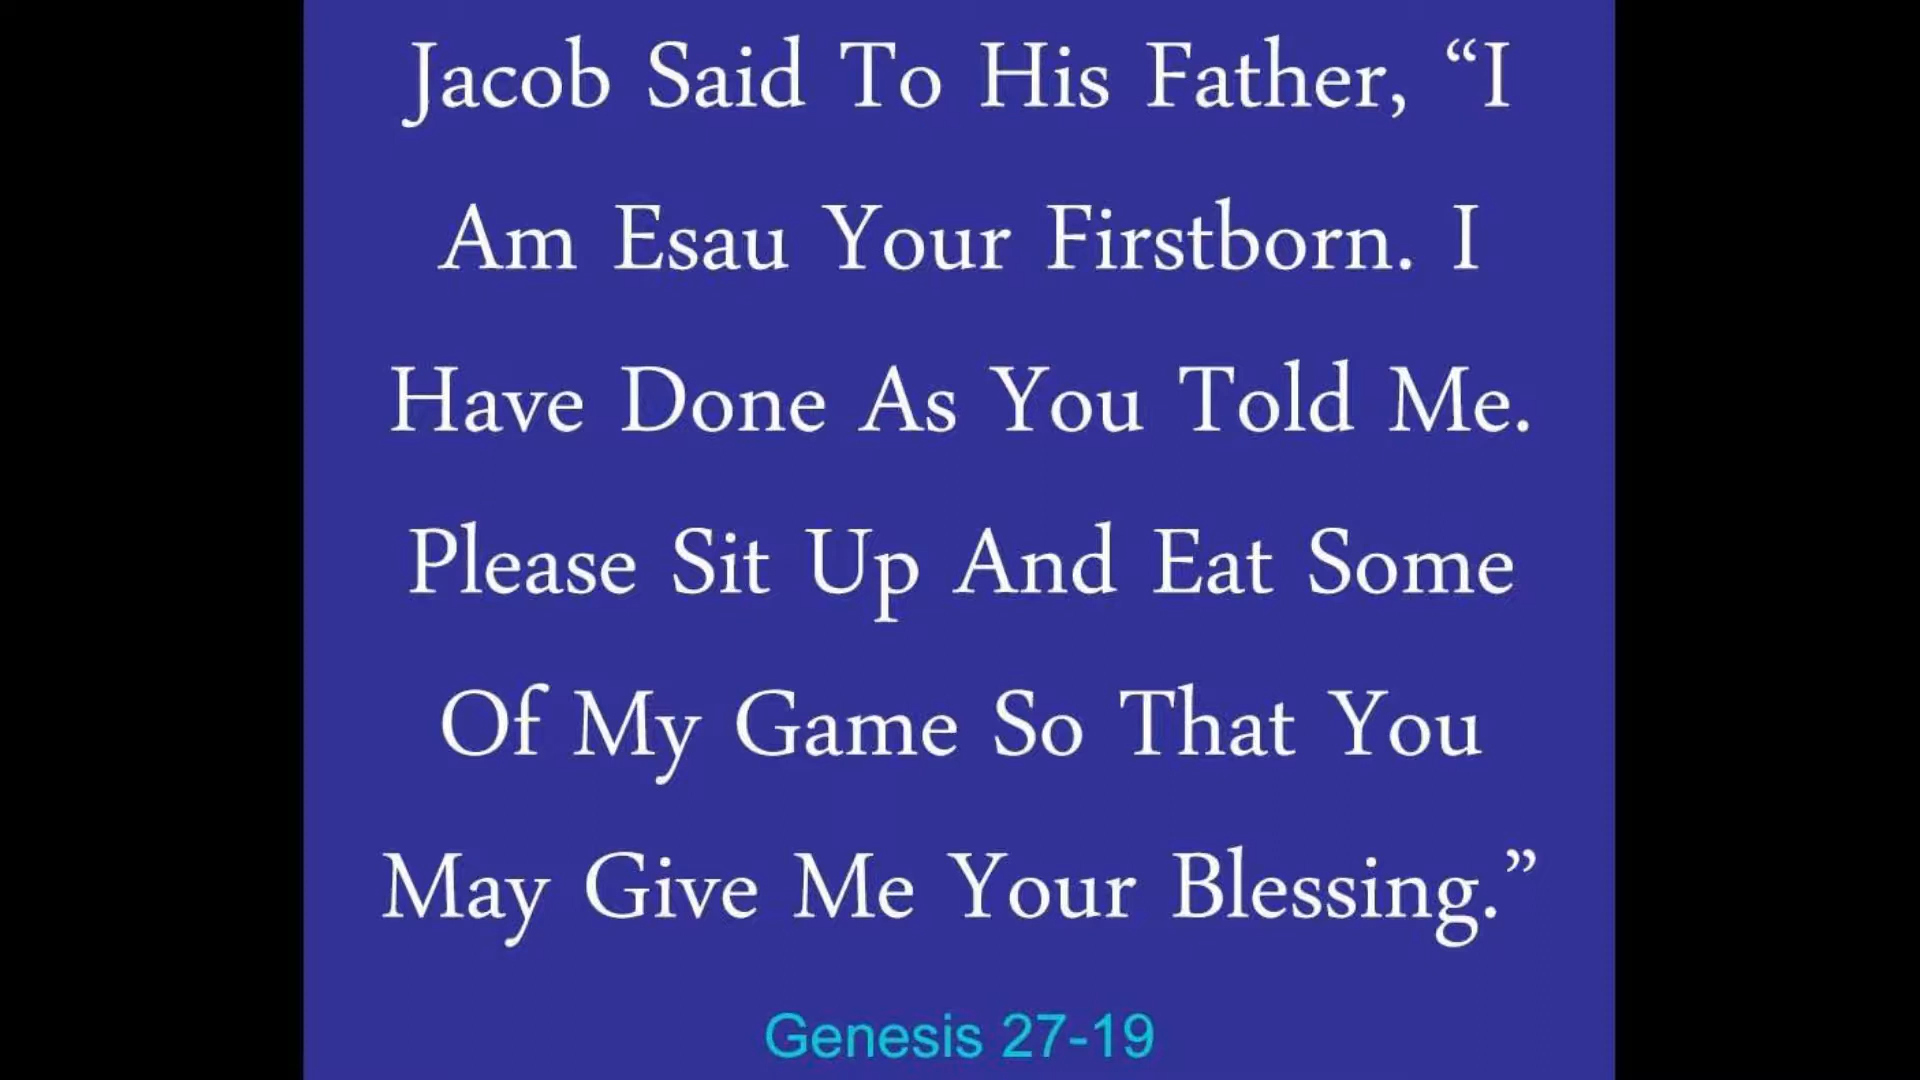 Jacob Said To His Father, “I
Am Esau Your Firstborn. I
Have Done As You Told Me.
Please Sit Up And Eat Some
Of My Game So That You
May Give Me Your Blessing.”
Genesis 27-19